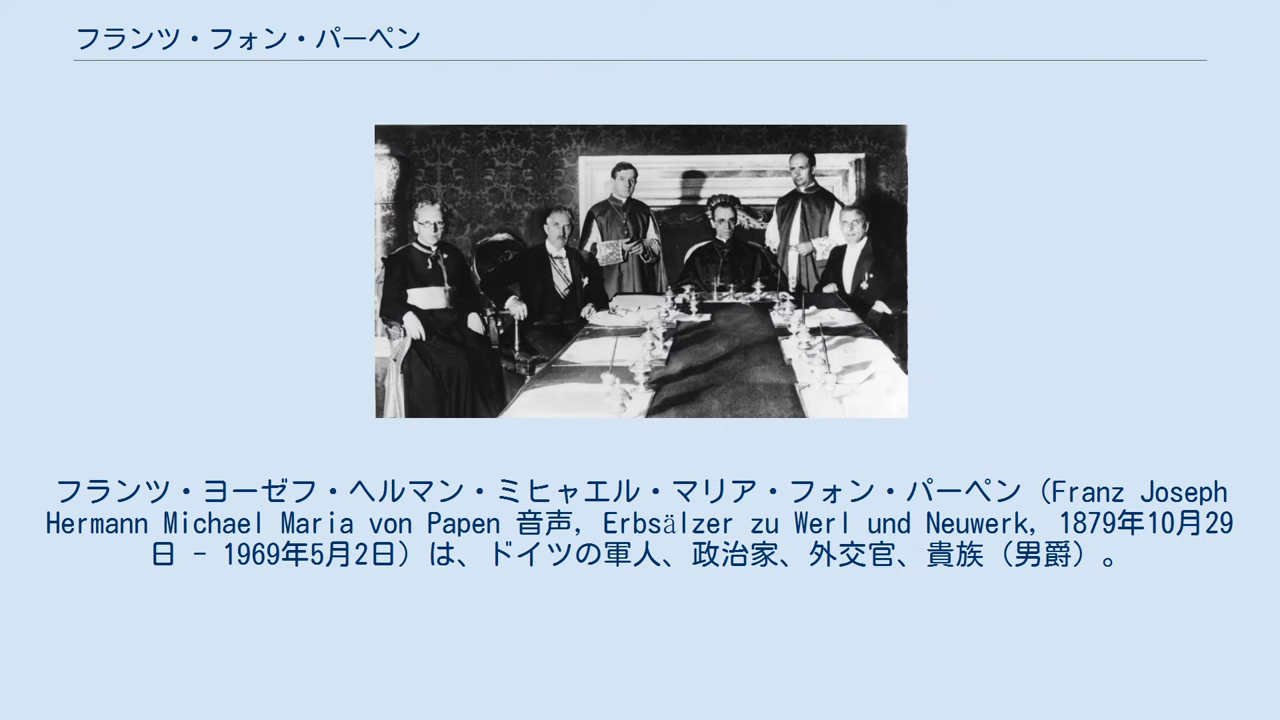 フランツ・フォン・パーペン
フランツ・ヨーゼフ・ヘルマン・ミヒャエル・マリア・フォン・パーペン（Franz Joseph
Hermann Michael Maria von Papen 音声, Erbsälzer zu Werl und Neuwerk, 1879年10月29
日 - 1969年5月2日）は、ドイツの軍人、政治家、外交官、貴族（男爵）。